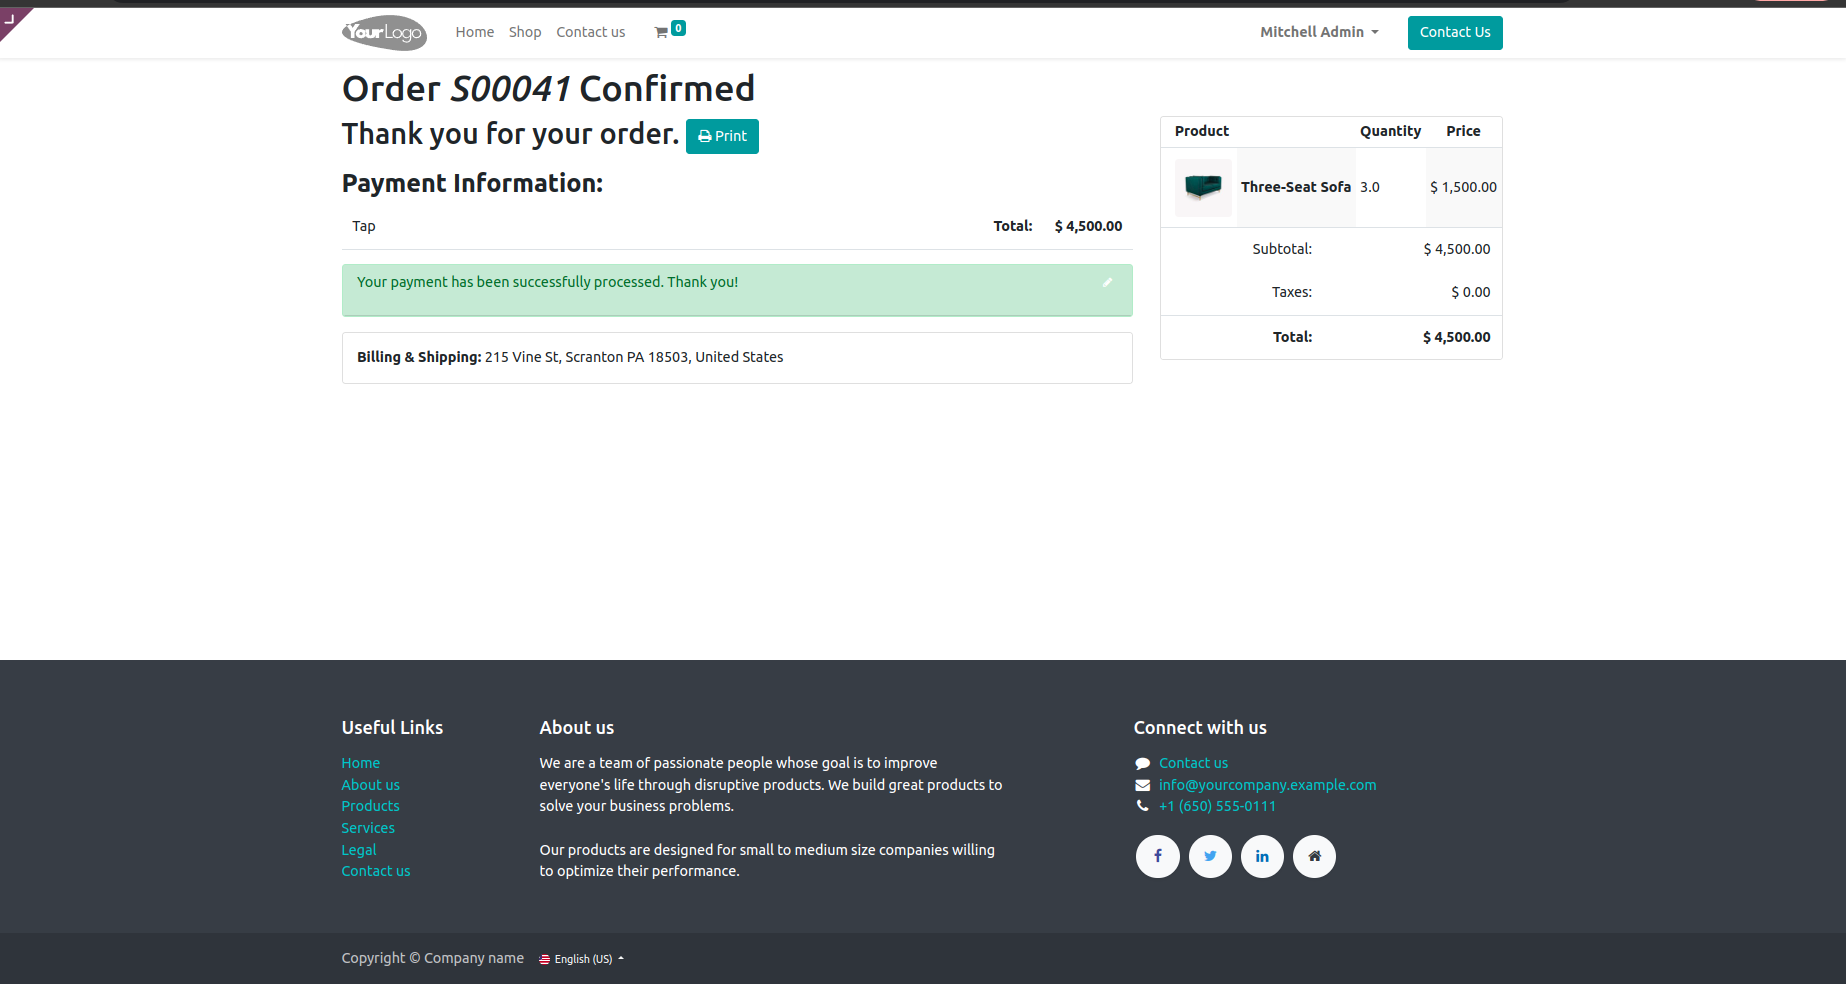 YourLogo
Home Shop Contact us 0
Mitchell Admin
Contact Us
Order S00041 Confirmed
Thank you for your order. Print
Payment Information:
Tap Total: $ 4,500.00
Your payment has been successfully processed. Thank you!
Billing & Shipping: 215 Vine St, Scranton PA 18503, United States
Product Quantity Price
Three-Seat Sofa 3.0 $ 1,500.00
Subtotal: $ 4,500.00
Taxes: $ 0.00
Total: $ 4,500.00
Useful Links
Home
About us
Products
Services
Legal
Contact us
About us
We are a team of passionate people whose goal is to improve
everyone's life through disruptive products. We build great products to
solve your business problems.
Our products are designed for small to medium size companies willing
to optimize their performance.
Connect with us
Contact us
info@yourcompany.example.com
+1 (650) 555-0111
Copyright © Company name English (US)